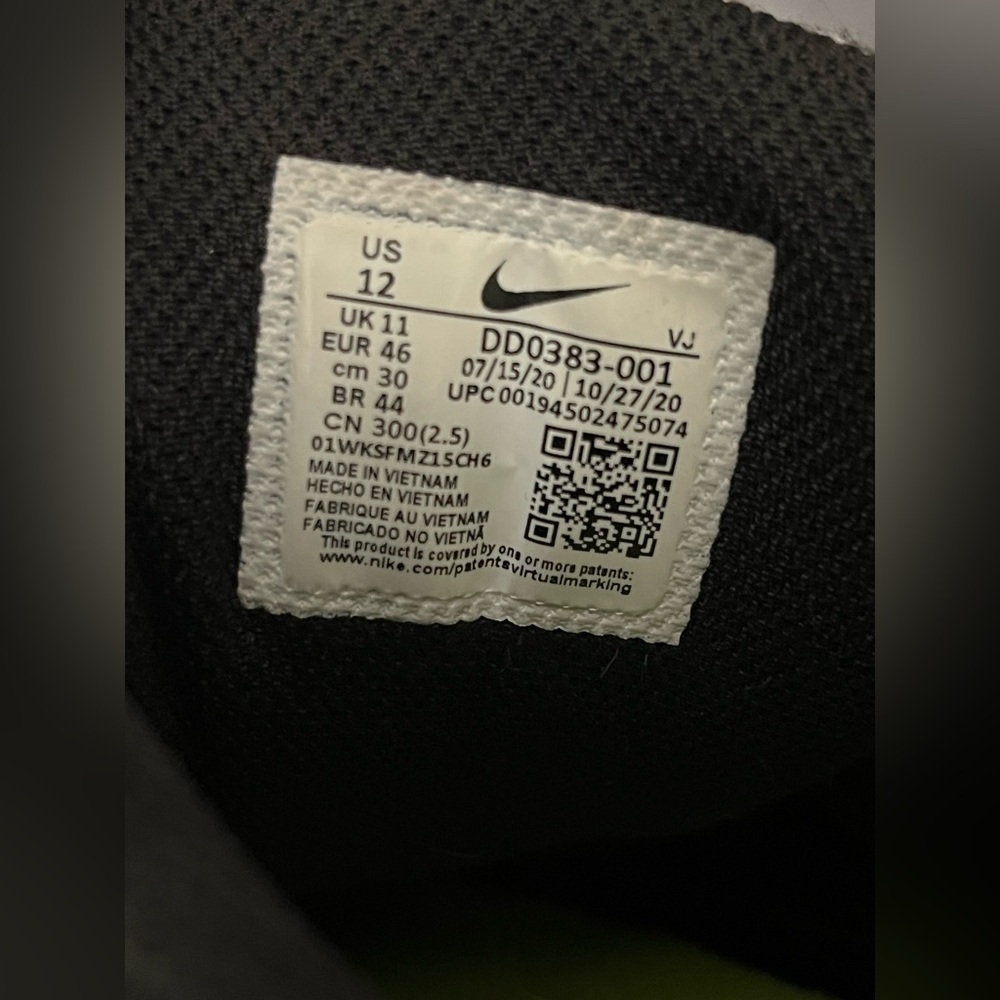 US
12
VJ
UK 11
EUR 46
cm 30
BR 44
CN 300(2.5)
DD0383-001
07/15/20 | 10/27/20
UPC 00194502475074
01WKSFMZ15CH6
MADE IN VIETNAM
HECHO EN VIETNAM
FABRIQUE AU VIETNAM
FABRICADO NO VIETNÃ
This product is covered by one or more patents:
www.nike.com/patentsvirtualmarking